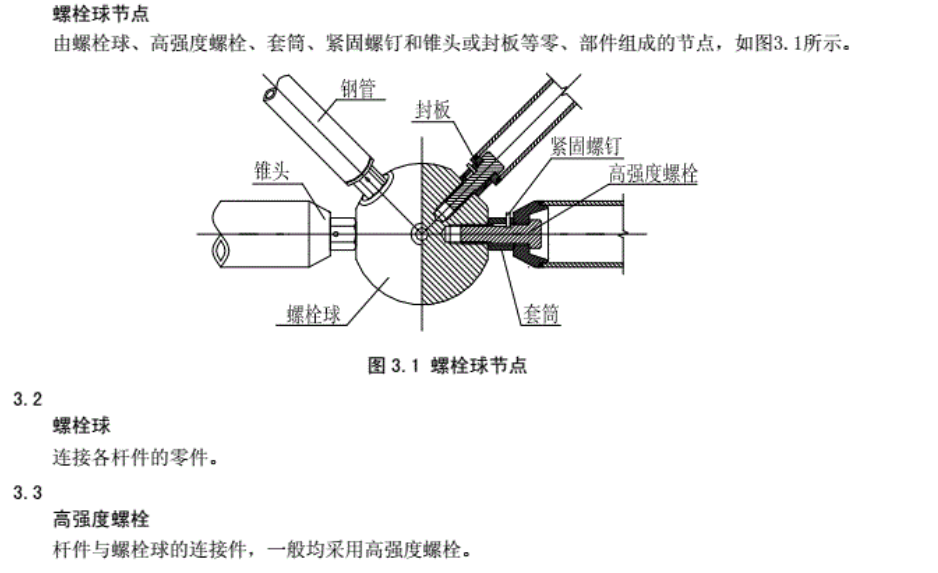 螺栓球节点
由螺栓球、高强度螺栓、套筒、紧固螺钉和锥头或封板等零、部件组成的节点，如图3.1所示。
钢管
封板
紧固螺钉
锥头
高强度螺栓
螺栓球
套筒
图 3.1 螺栓球节点
3.2
螺栓球
连接各杆件的零件。
3.3
高强度螺栓
杆件与螺栓球的连接件，一般均采用高强度螺栓。